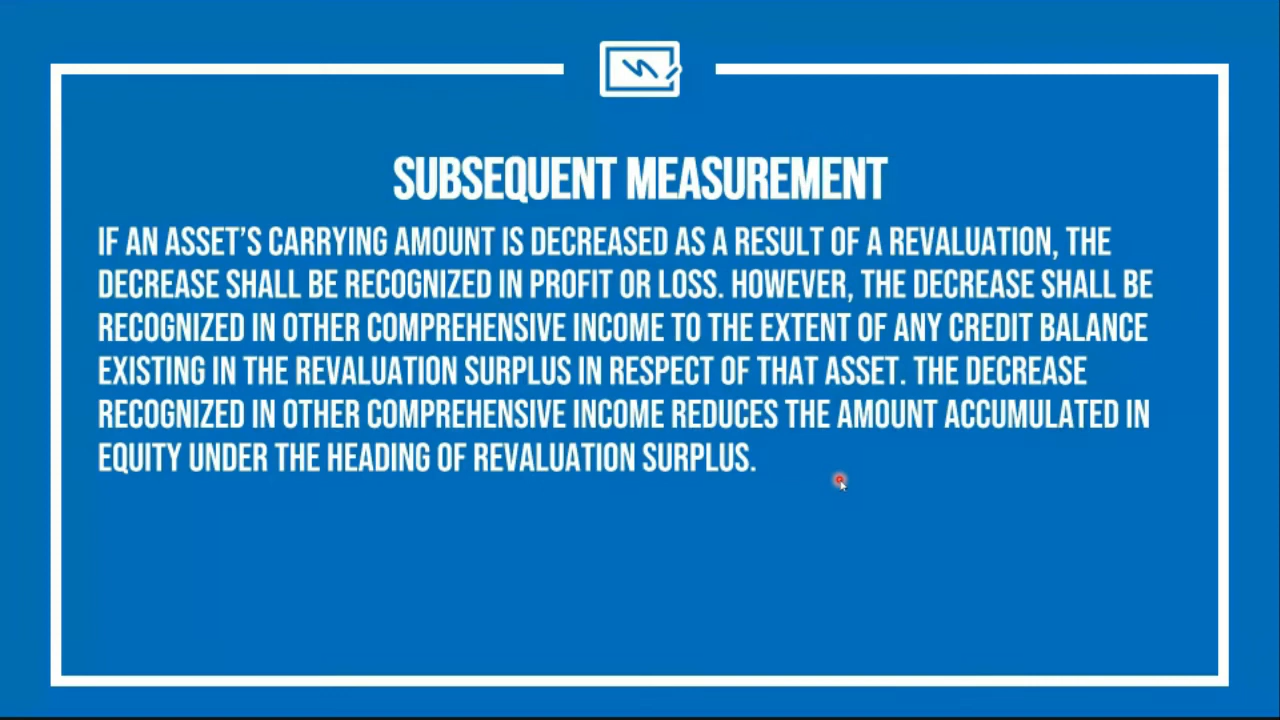 SUBSEQUENT MEASUREMENT
IF AN ASSET'S CARRYING AMOUNT IS DECREASED AS A RESULT OF A REVALUATION, THE
DECREASE SHALL BE RECOGNIZED IN PROFIT OR LOSS. HOWEVER, THE DECREASE SHALL BE
RECOGNIZED IN OTHER COMPREHENSIVE INCOME TO THE EXTENT OF ANY CREDIT BALANCE
EXISTING IN THE REVALUATION SURPLUS IN RESPECT OF THAT ASSET. THE DECREASE
RECOGNIZED IN OTHER COMPREHENSIVE INCOME REDUCES THE AMOUNT ACCUMULATED IN
EQUITY UNDER THE HEADING OF REVALUATION SURPLUS.